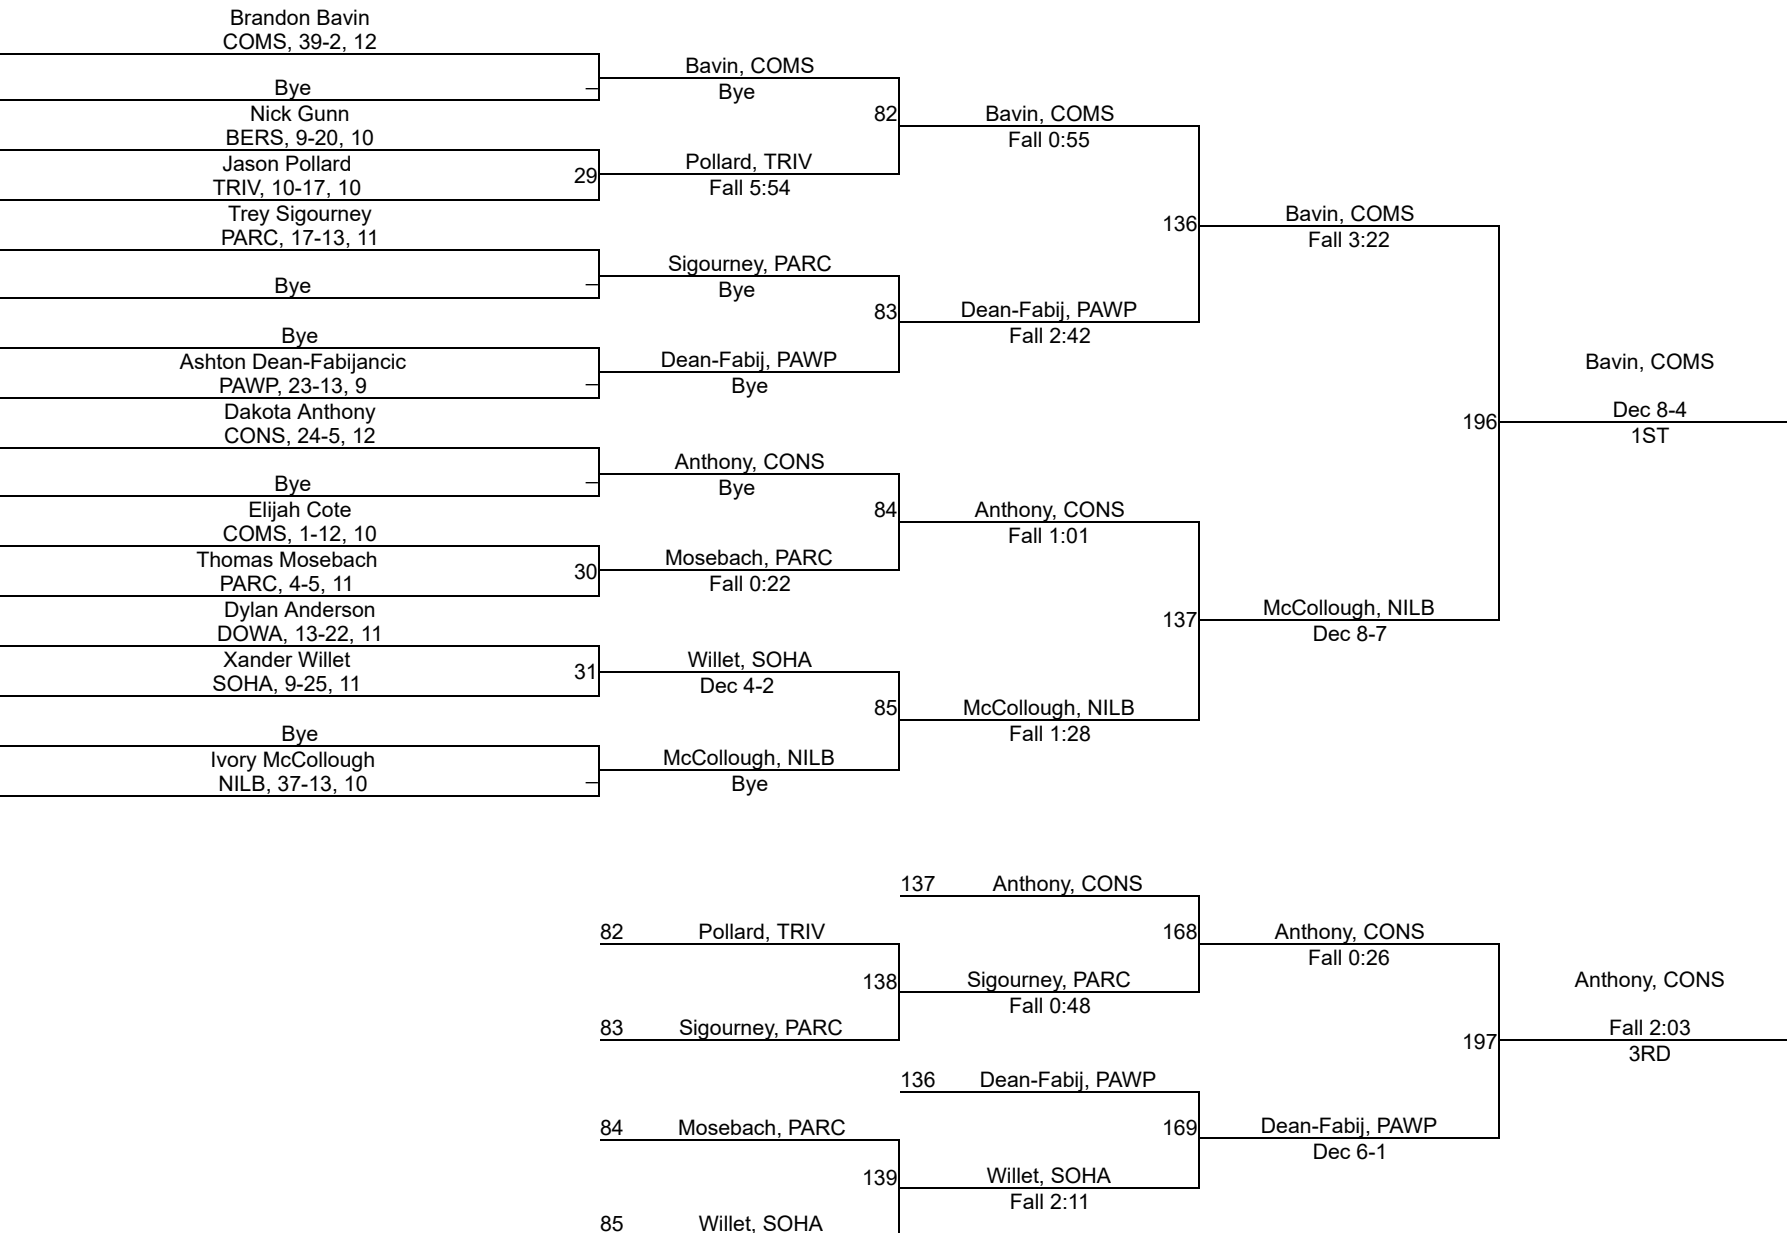 Brandon Bavin
COMS, 39-2, 12
Bye
–
Bavin, COMS
Bye
Nick Gunn
BERS, 9-20, 10
Jason Pollard
TRIV, 10-17, 10
29
Pollard, TRIV
Fall 5:54
82
Bavin, COMS
Fall 0:55
Trey Sigourney
PARC, 17-13, 11
Bye
–
Sigourney, PARC
Bye
Bye
Ashton Dean-Fabijancic
PAWP, 23-13, 9
–
Dean-Fabij, PAWP
Bye
83
Dean-Fabij, PAWP
Fall 2:42
136
Bavin, COMS
Fall 3:22
Dakota Anthony
CONS, 24-5, 12
Bye
–
Anthony, CONS
Bye
Elijah Cote
COMS, 1-12, 10
Thomas Mosebach
PARC, 4-5, 11
30
Mosebach, PARC
Fall 0:22
84
Anthony, CONS
Fall 1:01
Dylan Anderson
DOWA, 13-22, 11
Xander Willet
SOHA, 9-25, 11
31
Willet, SOHA
Dec 4-2
Bye
Ivory McCollough
NILB, 37-13, 10
–
McCollough, NILB
Bye
85
McCollough, NILB
Fall 1:28
137
McCollough, NILB
Dec 8-7
196
Bavin, COMS
Dec 8-4
1ST
137
Anthony, CONS
82
Pollard, TRIV
83
Sigourney, PARC
138
Sigourney, PARC
Fall 0:48
168
Anthony, CONS
Fall 0:26
136
Dean-Fabij, PAWP
84
Mosebach, PARC
85
Willet, SOHA
139
Willet, SOHA
Fall 2:11
169
Dean-Fabij, PAWP
Dec 6-1
197
Anthony, CONS
Fall 2:03
3RD